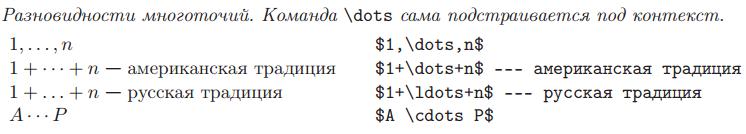 Разновидности многоточий. Команда \dots сама подстраивается под контекст.
1, . . . , n $1,\dots,n$
1 + · · · + n — американская традиция $1+\dots+n$ --- американская традиция
1 + . . . + n — русская традиция $1+\ldots+n$ --- русская традиция
A · · · P $A \cdots P$